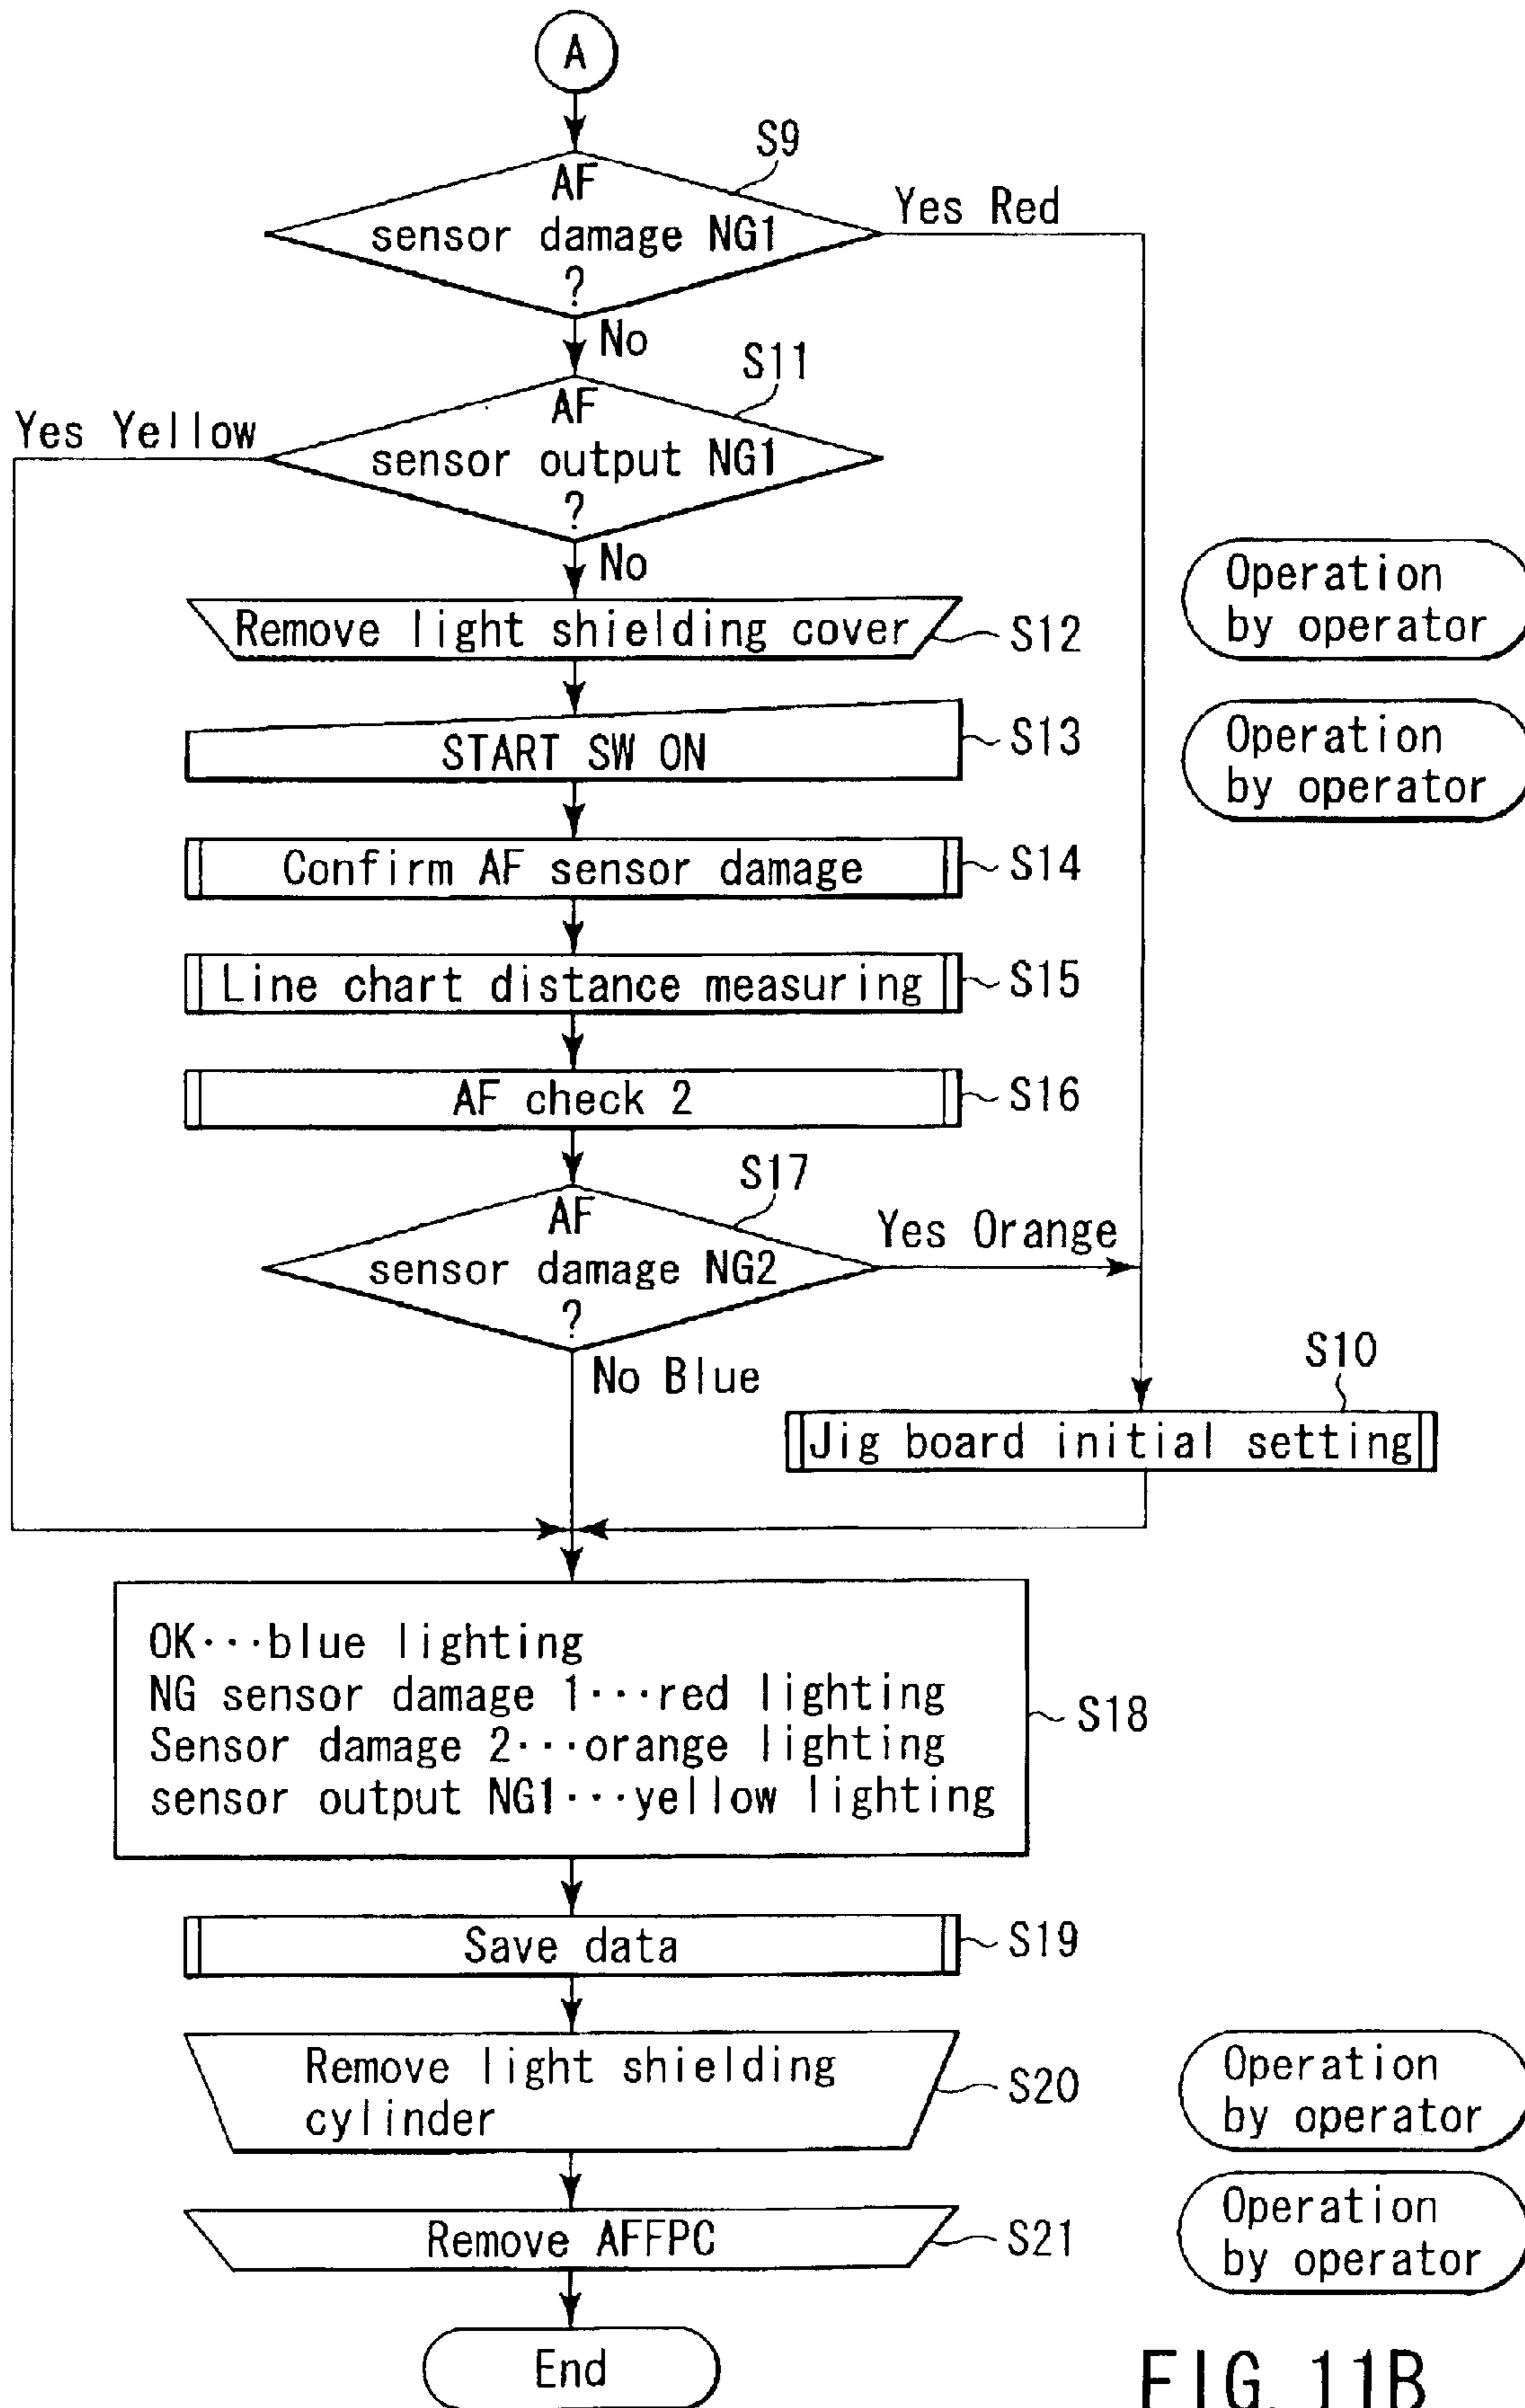 A
S9
AF
sensor damage NG1
?
Yes Red
No
S11
AF
sensor output NG1
?
Yes Yellow
No
Remove light shielding cover
S12
Operation
by operator
START SW ON
S13
Operation
by operator
Confirm AF sensor damage
S14
Line chart distance measuring
S15
AF check 2
S16
S17
AF
sensor damage NG2
?
Yes Orange
No Blue
S10
Jig board initial setting
OK···blue lighting
NG sensor damage 1···red lighting
Sensor damage 2···orange lighting
sensor output NG1···yellow lighting
S18
Save data
S19
Remove light shielding
cylinder
S20
Operation
by operator
Remove AFFPC
S21
Operation
by operator
End
FIG. 11B